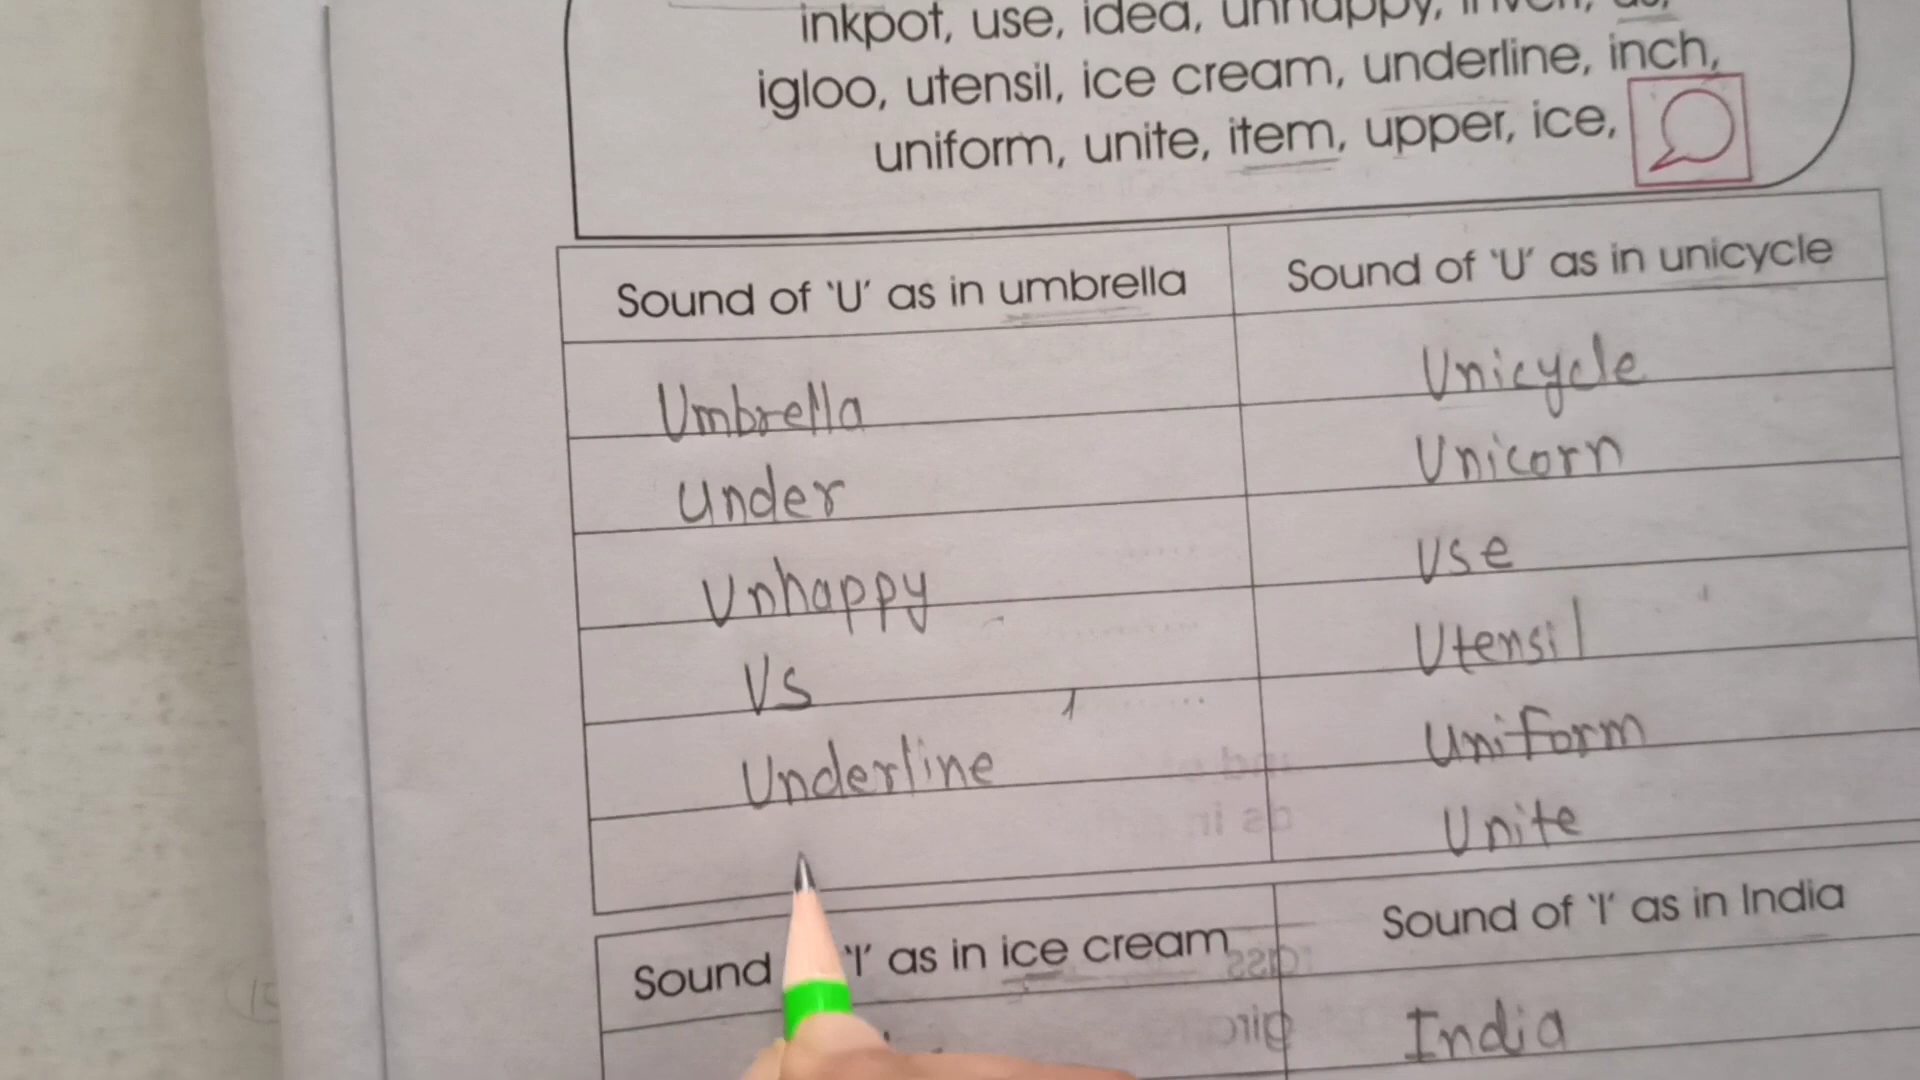 inkpot, use, idea, unhappy,
igloo, utensil, ice cream, underline, inch,
uniform, unite, item, upper, ice,
Sound of 'U' as in umbrella Sound of 'U' as in unicycle
Umbrella Unicycle
Under Unicorn
Unhappy Use
Us Utensil
Underline Uniform
Unite
Sound 'I' as in ice cream Sound of 'I' as in India
India